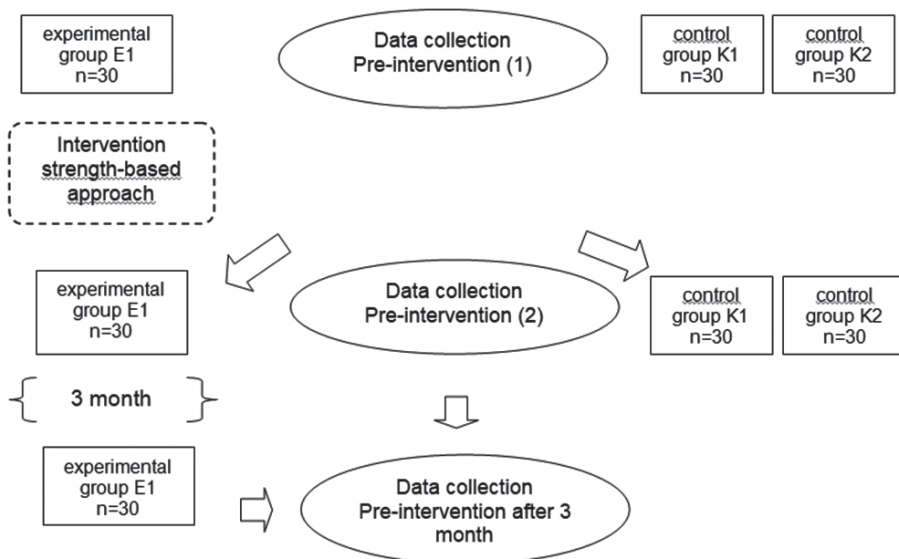 experimental
group E1
n=30
Data collection
Pre-intervention (1)
control
group K1
n=30
control
group K2
n=30
Intervention
strength-based
approach
experimental
group E1
n=30
Data collection
Pre-intervention (2)
control
group K1
n=30
control
group K2
n=30
3 month
experimental
group E1
n=30
Data collection
Pre-intervention after 3
month